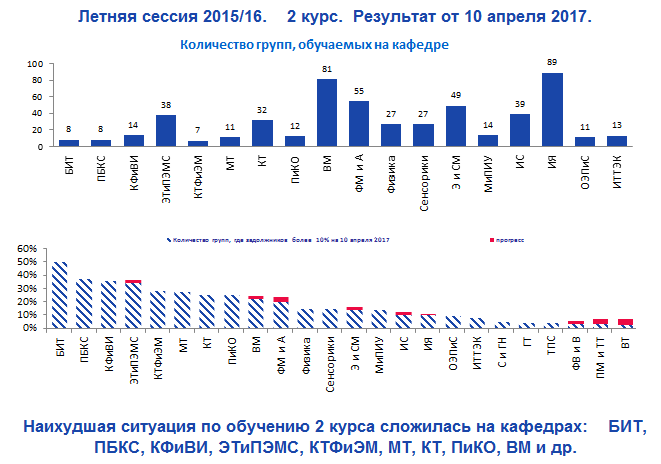 Летняя сессия 2015/16. 2 курс. Результат от 10 апреля 2017.
Количество групп, обучаемых на кафедре
100
80
60
40
20
0
8
8
14
38
7
11
32
12
81
55
27
27
49
14
39
89
11
13
БИТ
ПБКС
КФиВИ
ЭТиПЭМС
КТФиЭМ
МТ
КТ
ПиКО
ВМ
ФМ и А
Физика
Сенсорики
Э и СМ
МиПИУ
ИС
ИЯ
ОЭПиС
ИТТЭК
Количество групп, где задолжников более 10% на 10 апреля 2017
прогресс
60%
50%
40%
30%
20%
10%
0%
БИТ
ПБКС
КФиВИ
ЭТиПЭМС
КТФиЭМ
МТ
КТ
ПиКО
ВМ
ФМ и А
Физика
Сенсорики
Э и СМ
МиПИУ
ИС
ИЯ
ОЭПиС
ИТТЭК
С и ГН
ГТ
ТПС
ФВ и В
ПМ и ТТ
ВТ
Наихудшая ситуация по обучению 2 курса сложилась на кафедрах: БИТ,
ПБКС, КФиВИ, ЭТиПЭМС, КТФиЭМ, МТ, КТ, ПиКО, ВМ и др.